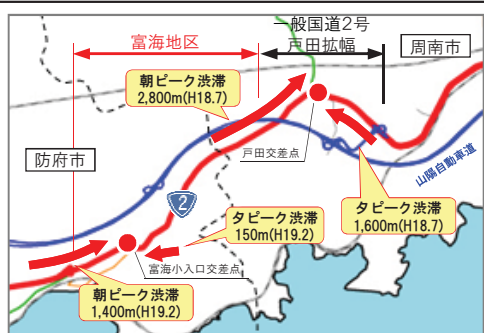 一般国道2号
戸田拡幅
富海地区
周南市
朝ピーク渋滞
2,800m(H18.7)
戸田交差点
防府市
山陽自動車道
2
夕ピーク渋滞
1,600m(H18.7)
夕ピーク渋滞
150m(H19.2)
富海小入口交差点
朝ピーク渋滞
1,400m(H19.2)